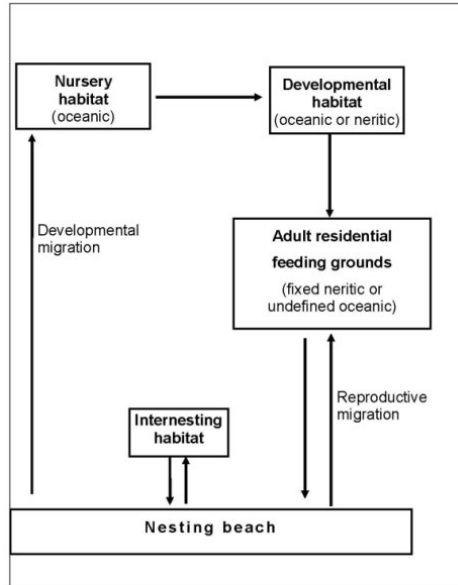 Nursery
habitat
(oceanic)
Developmental
habitat
(oceanic or neritic)
Developmental
migration
Adult residential
feeding grounds
(fixed neritic or
undefined oceanic)
Reproductive
migration
Internesting
habitat
Nesting beach